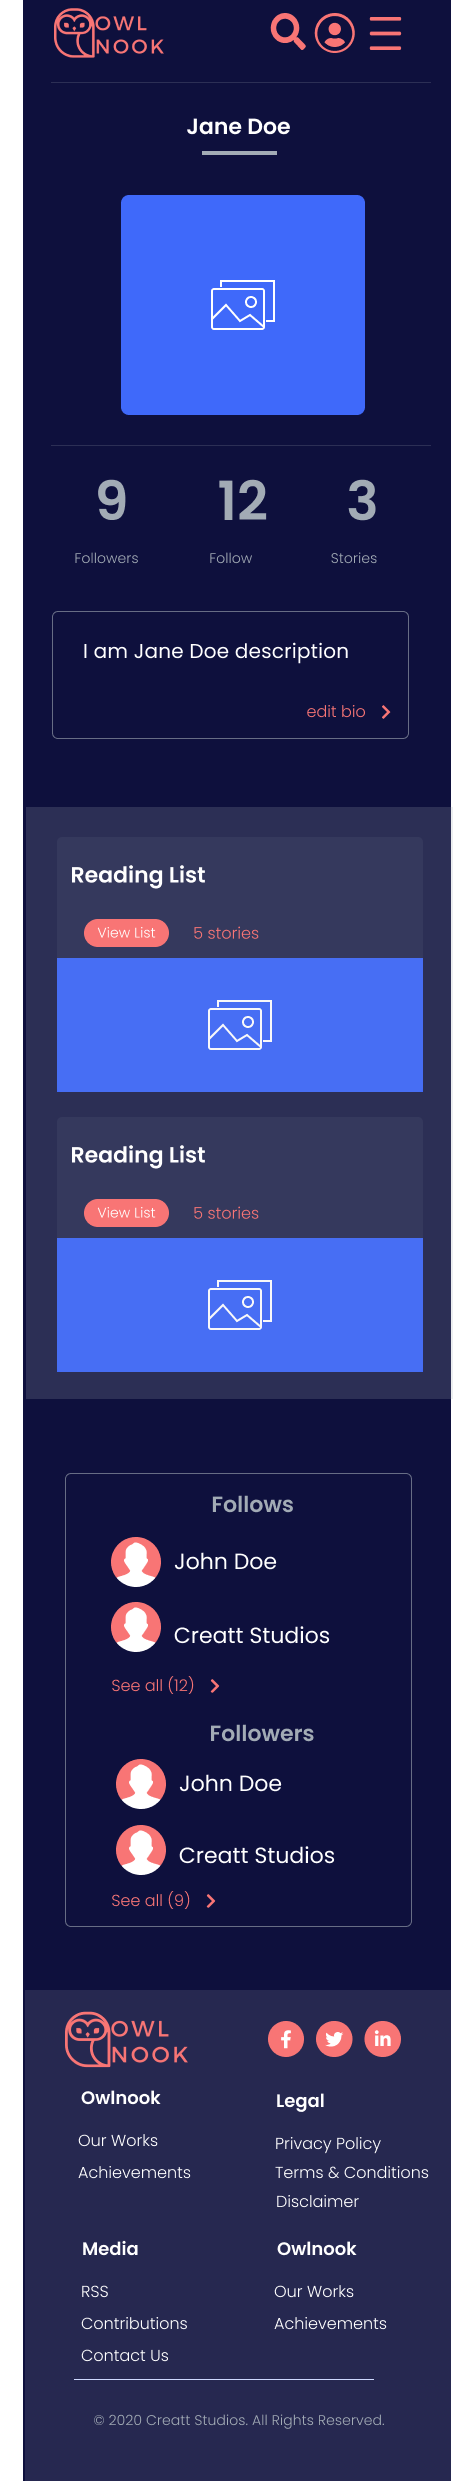 OWL
NOOK
Jane Doe
9 12 3
Followers Follow Stories
I am Jane Doe description
edit bio
Reading List
View List 5 stories
Reading List
View List 5 stories
Follows
John Doe
Creatt Studios
See all (12)
Followers
John Doe
Creatt Studios
See all (9)
OWL
NOOK
Owlnook
Our Works
Achievements
Legal
Privacy Policy
Terms & Conditions
Disclaimer
Media
RSS
Contributions
Contact Us
Owlnook
Our Works
Achievements
© 2020 Creatt Studios. All Rights Reserved.